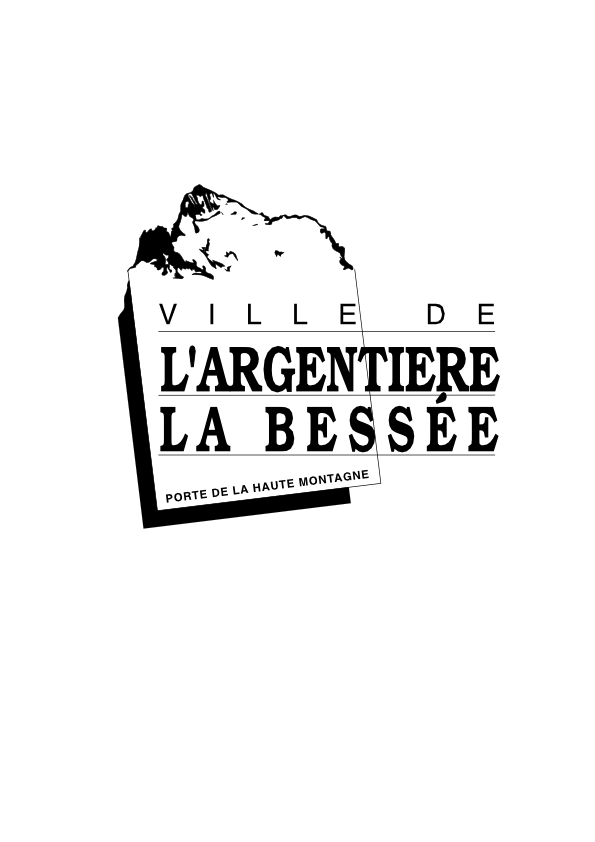 VILLE DE
L'ARGENTIERE
LA BESSÉE
PORTE DE LA HAUTE MONTAGNE